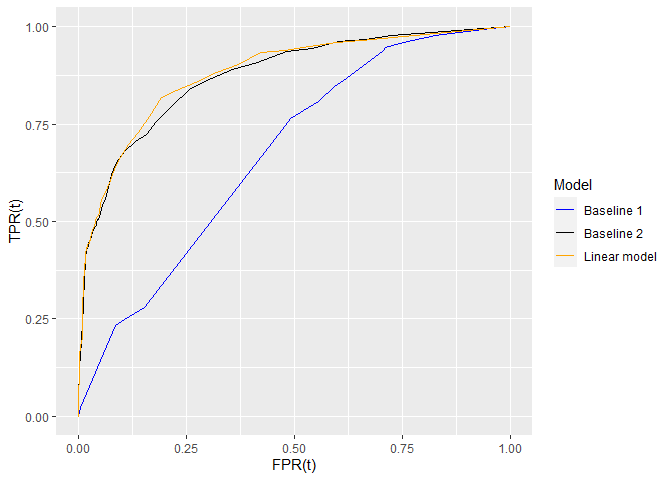 1.00
0.75
0.50
0.25
0.00
TPR(t)
0.00 0.25 0.50 0.75 1.00
FPR(t)
Model
Baseline 1
Baseline 2
Linear model